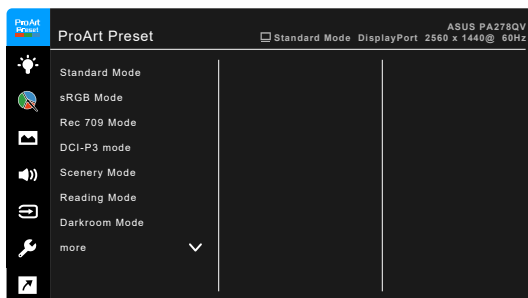 ProArt
Preset
ProArt Preset
ASUS PA278QV
Standard Mode DisplayPort 2560 x 1440@ 60Hz
Standard Mode
sRGB Mode
Rec 709 Mode
DCI-P3 mode
Scenery Mode
Reading Mode
Darkroom Mode
more